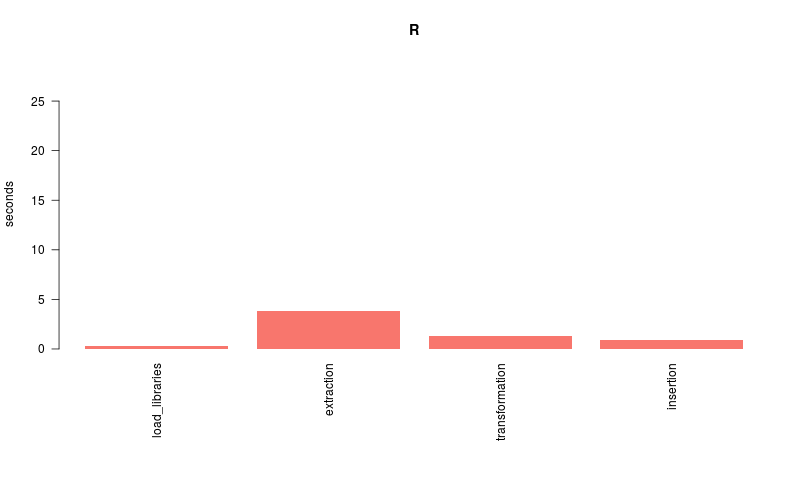 R
seconds
25
20
15
10
5
0
load_libraries
extraction
transformation
insertion